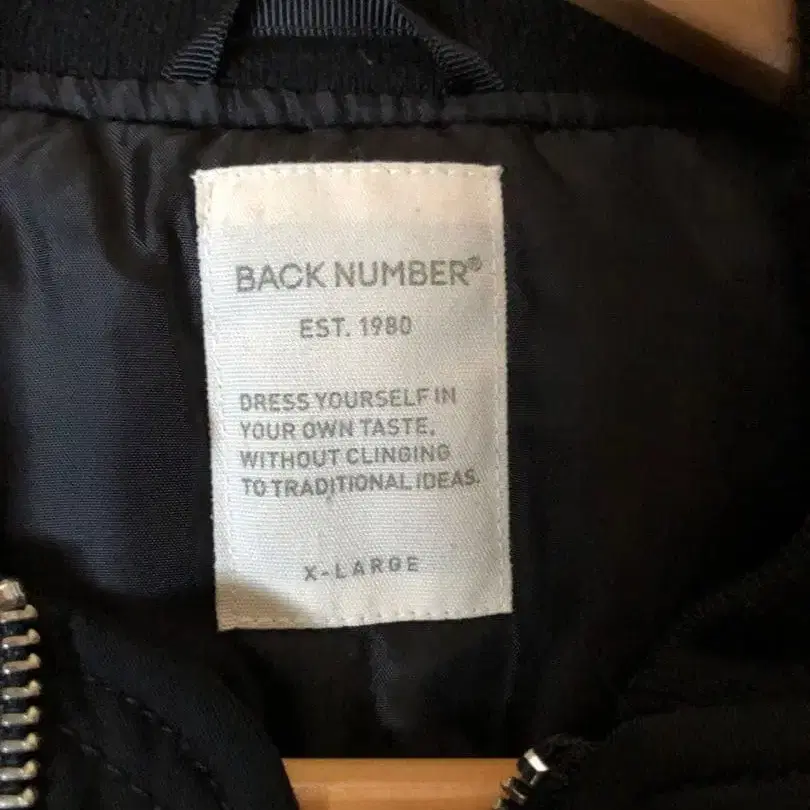 BACK NUMBER®
EST. 1980
DRESS YOURSELF IN
YOUR OWN TASTE,
WITHOUT CLINGING
TO TRADITIONAL IDEAS.
X-LARGE